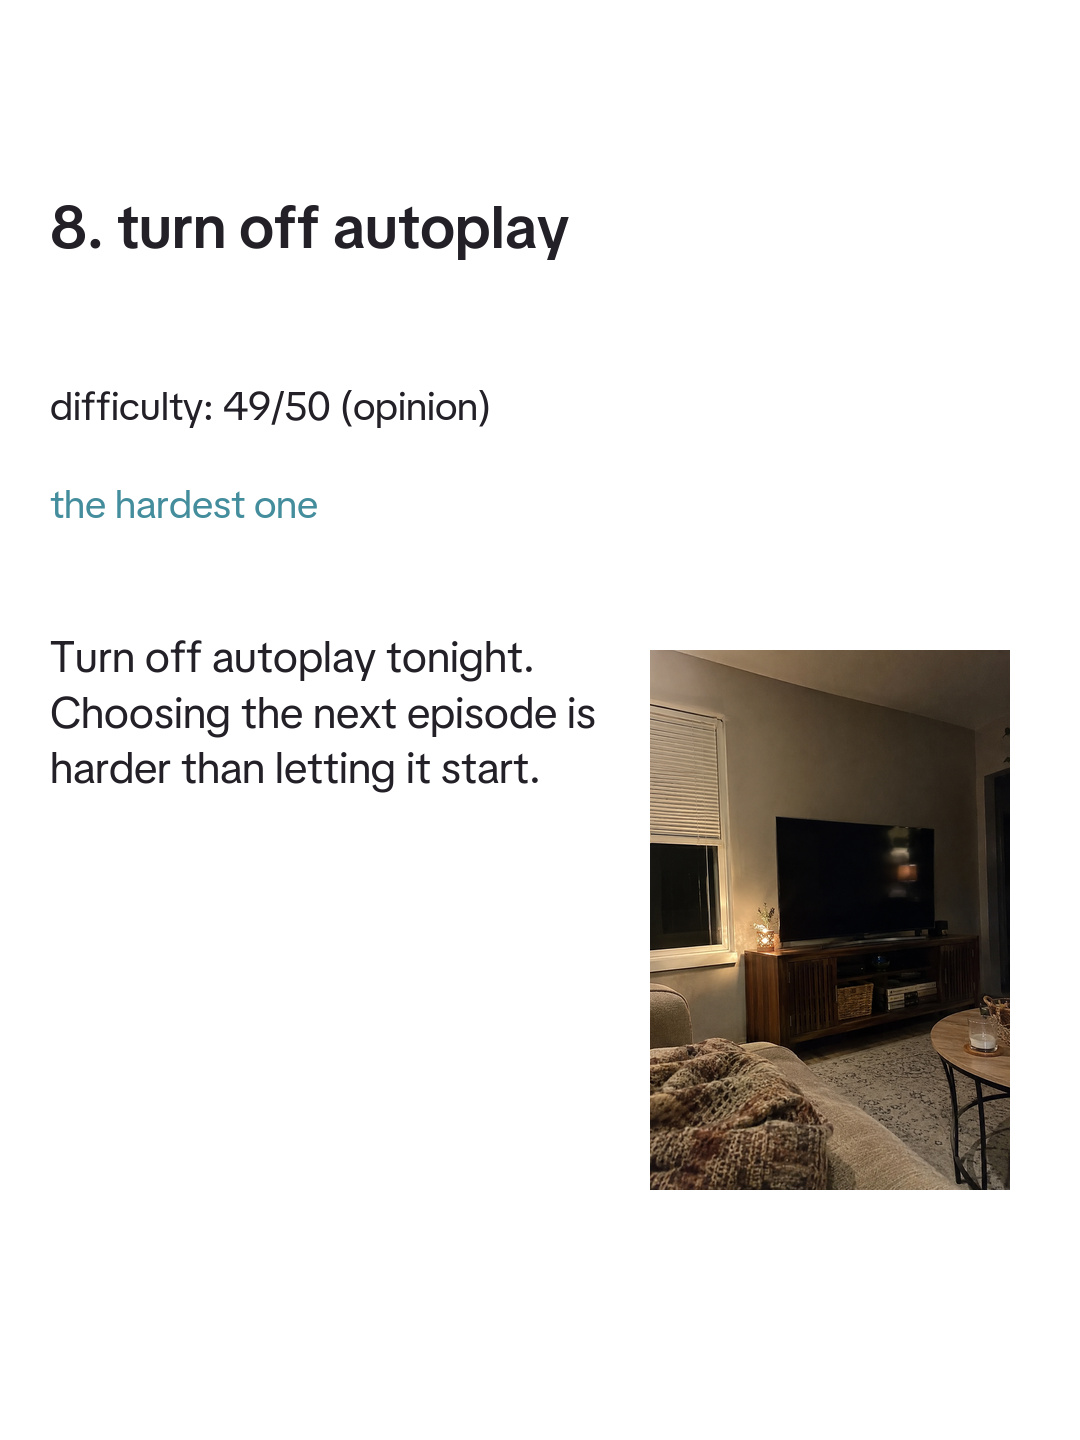 8. turn off autoplay
difficulty: 49/50 (opinion)
the hardest one
Turn off autoplay tonight.
Choosing the next episode is
harder than letting it start.